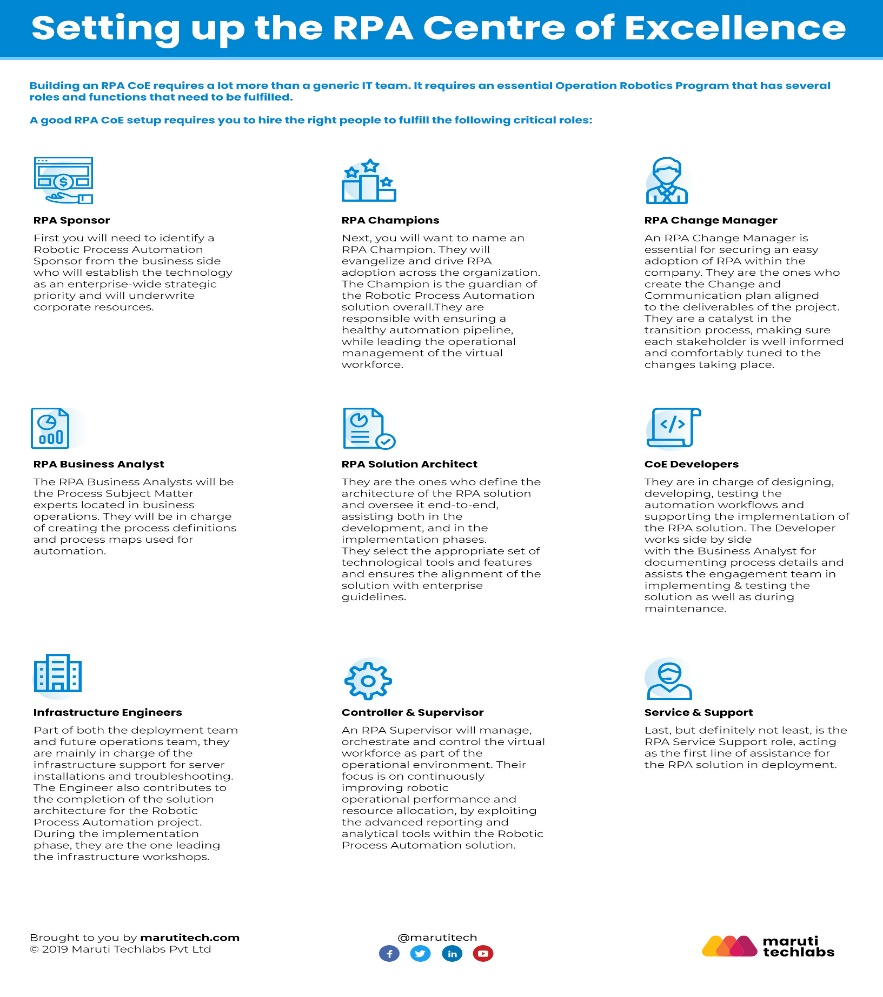 Setting up the RPA Centre of Excellence
Building an RPA CoE requires a lot more than a generic IT team. It requires an essential Operation Robotics Program that has several
roles and functions that need to be fulfilled.
A good RPA CoE setup requires you to hire the right people to fulfill the following critical roles:
RPA Sponsor
First you will need to identify a
Robotic Process Automation
Sponsor from the business side
who will establish the technology
as an enterprise-wide strategic
priority and will underwrite
corporate resources.
RPA Champions
Next, you will want to name an
RPA Champion. They will
evangelize and drive RPA
adoption across the organization.
The Champion is the guardian of
the Robotic Process Automation
solution overall.They are
responsible with ensuring a
healthy automation pipeline,
while leading the operational
management of the virtual
workforce.
RPA Change Manager
An RPA Change Manager is
essential for securing an easy
adoption of RPA within the
company. They are the ones who
create the Change and
Communication plan aligned
to the deliverables of the project.
They are a catalyst in the
transition process, making sure
each stakeholder is well informed
and comfortably tuned to the
changes taking place.
RPA Business Analyst
The RPA Business Analysts will be
the Process Subject Matter
experts located in business
operations. They will be in charge
of creating the process definitions
and process maps used for
automation.
RPA Solution Architect
They are the ones who define the
architecture of the RPA solution
and oversee it end-to-end,
assisting both in the
development, and in the
implementation phases.
They select the appropriate set of
technological tools and features
and ensures the alignment of the
solution with enterprise
guidelines.
CoE Developers
They are in charge of designing,
developing, testing the
automation workflows and
supporting the implementation of
the RPA solution. The Developer
works side by side
with the Business Analyst for
documenting process details and
assists the engagement team in
implementing & testing the
solution as well as during
maintenance.
Infrastructure Engineers
Part of both the deployment team
and future operations team, they
are mainly in charge of the
infrastructure support for server
installations and troubleshooting.
The Engineer also contributes to
the completion of the solution
architecture for the Robotic
Process Automation project.
During the implementation
phase, they are the one leading
the infrastructure workshops.
Controller & Supervisor
An RPA Supervisor will manage,
orchestrate and control the virtual
workforce as part of the
operational environment. Their
focus is on continuously
improving robotic
operational performance and
resource allocation, by exploiting
the advanced reporting and
analytical tools within the Robotic
Process Automation solution.
Service & Support
Last, but definitely not least, is the
RPA Service Support role, acting
as the first line of assistance for
the RPA solution in deployment.
Brought to you by marutitech.com
© 2019 Maruti Techlabs Pvt Ltd
@marutitech
maruti
techlabs